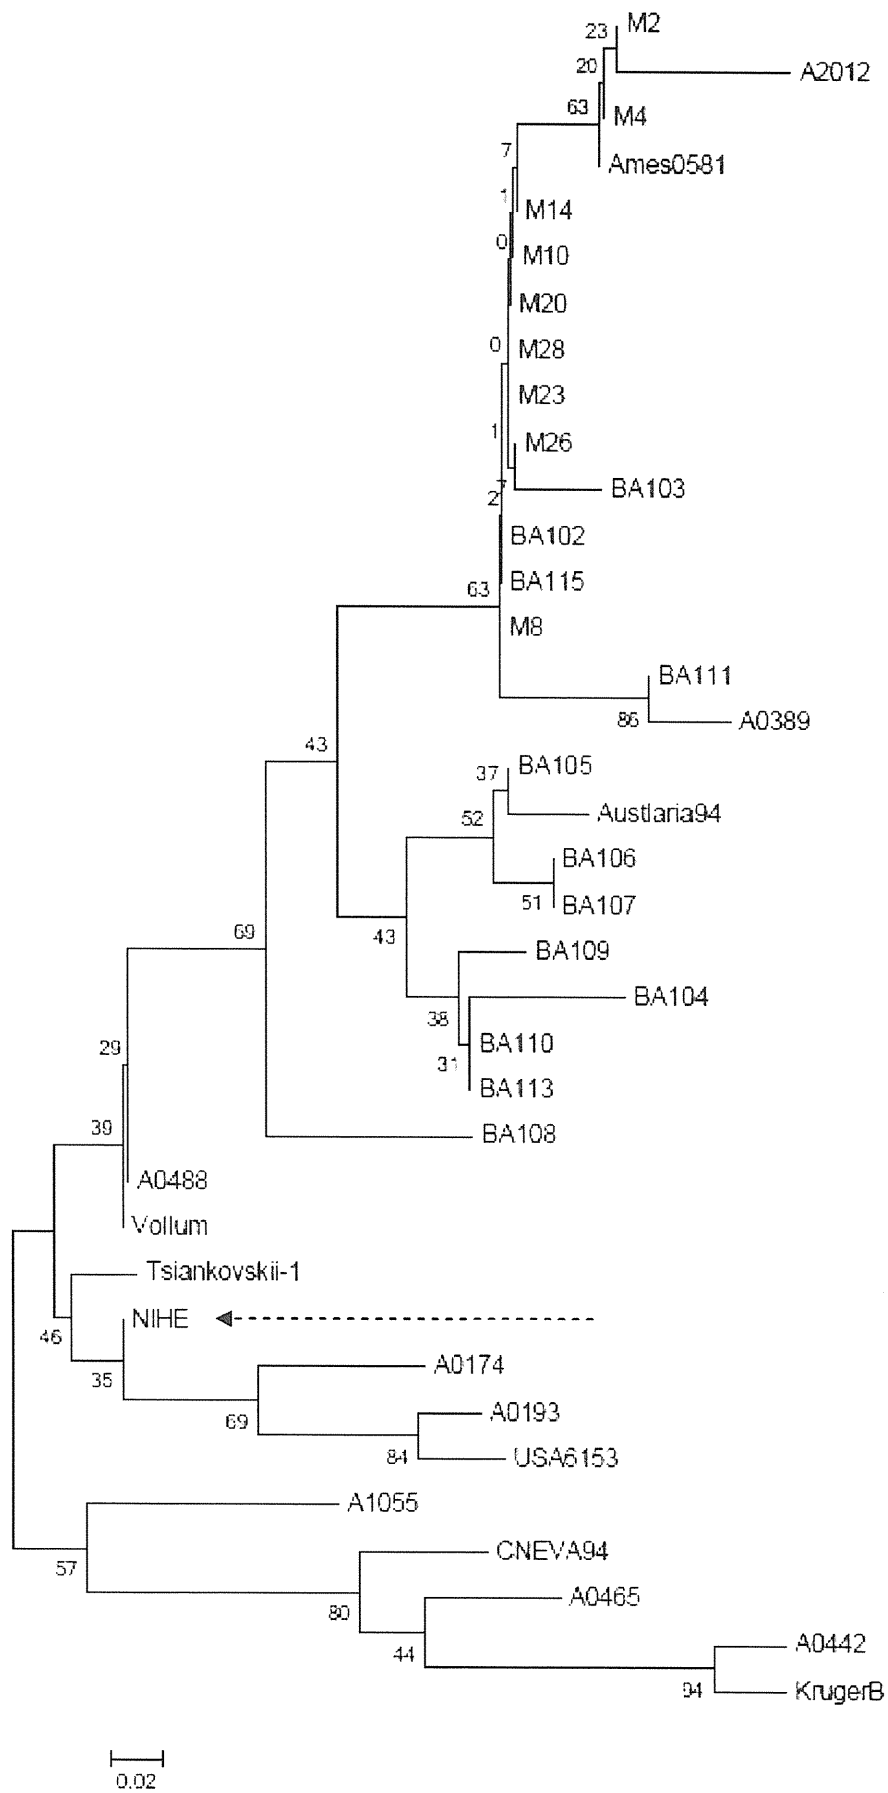 23
M2
20
A2012
63
M4
Ames0581
7
1
M14
0
M10
M20
0
M28
M23
1
M26
7
BA103
2
BA102
BA115
63
M8
BA111
86
A0389
43
37
BA105
52
Austlaria94
BA106
51
BA107
43
69
BA109
BA104
38
BA110
31
BA113
29
BA108
39
A0488
Vollum
Tsiankovskii-1
NIHE
46
A0174
35
A0193
69
84
USA6153
A1055
CNEVA94
57
A0465
80
A0442
44
94
KrugerB
0.02